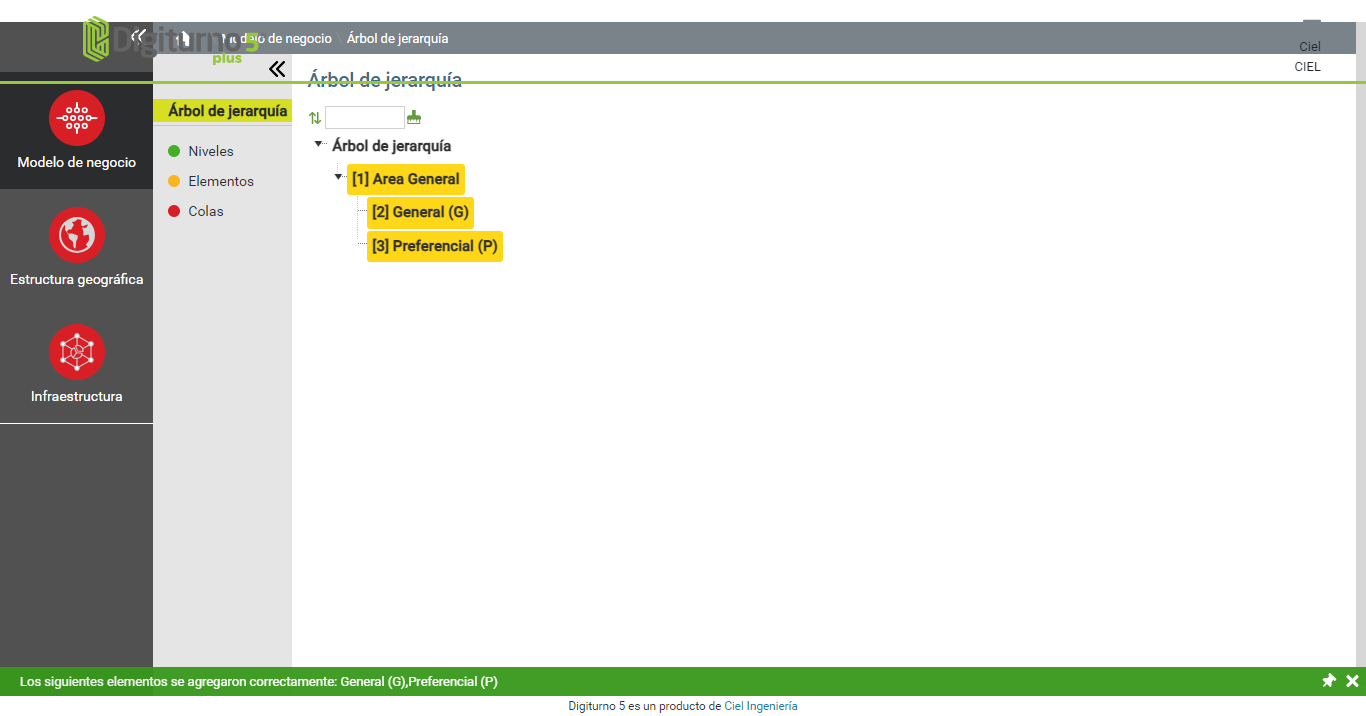 Digiturno 5
plus
Modelo de negocio Árbol de jerarquía
Ciel
CIEL
Árbol de jerarquía
Modelo de negocio
Estructura geográfica
Infraestructura
Árbol de jerarquía
Niveles
Elementos
Colas
Árbol de jerarquía
[1] Area General
[2] General (G)
[3] Preferencial (P)
Los siguientes elementos se agregaron correctamente: General (G),Preferencial (P)
Digiturno 5 es un producto de Ciel Ingeniería